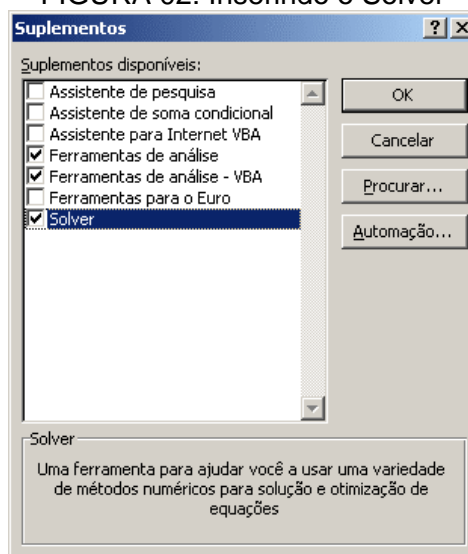 FIGURA 02: Inserindo o Solver
Suplementos
Suplementos disponíveis:
Assistente de pesquisa
Assistente de soma condicional
Assistente para Internet VBA
Ferramentas de análise
Ferramentas de análise - VBA
Ferramentas para o Euro
Solver
OK
Cancelar
Procurar...
Automação...
Solver
Uma ferramenta para ajudar você a usar uma variedade
de métodos numéricos para solução e otimização de
equações